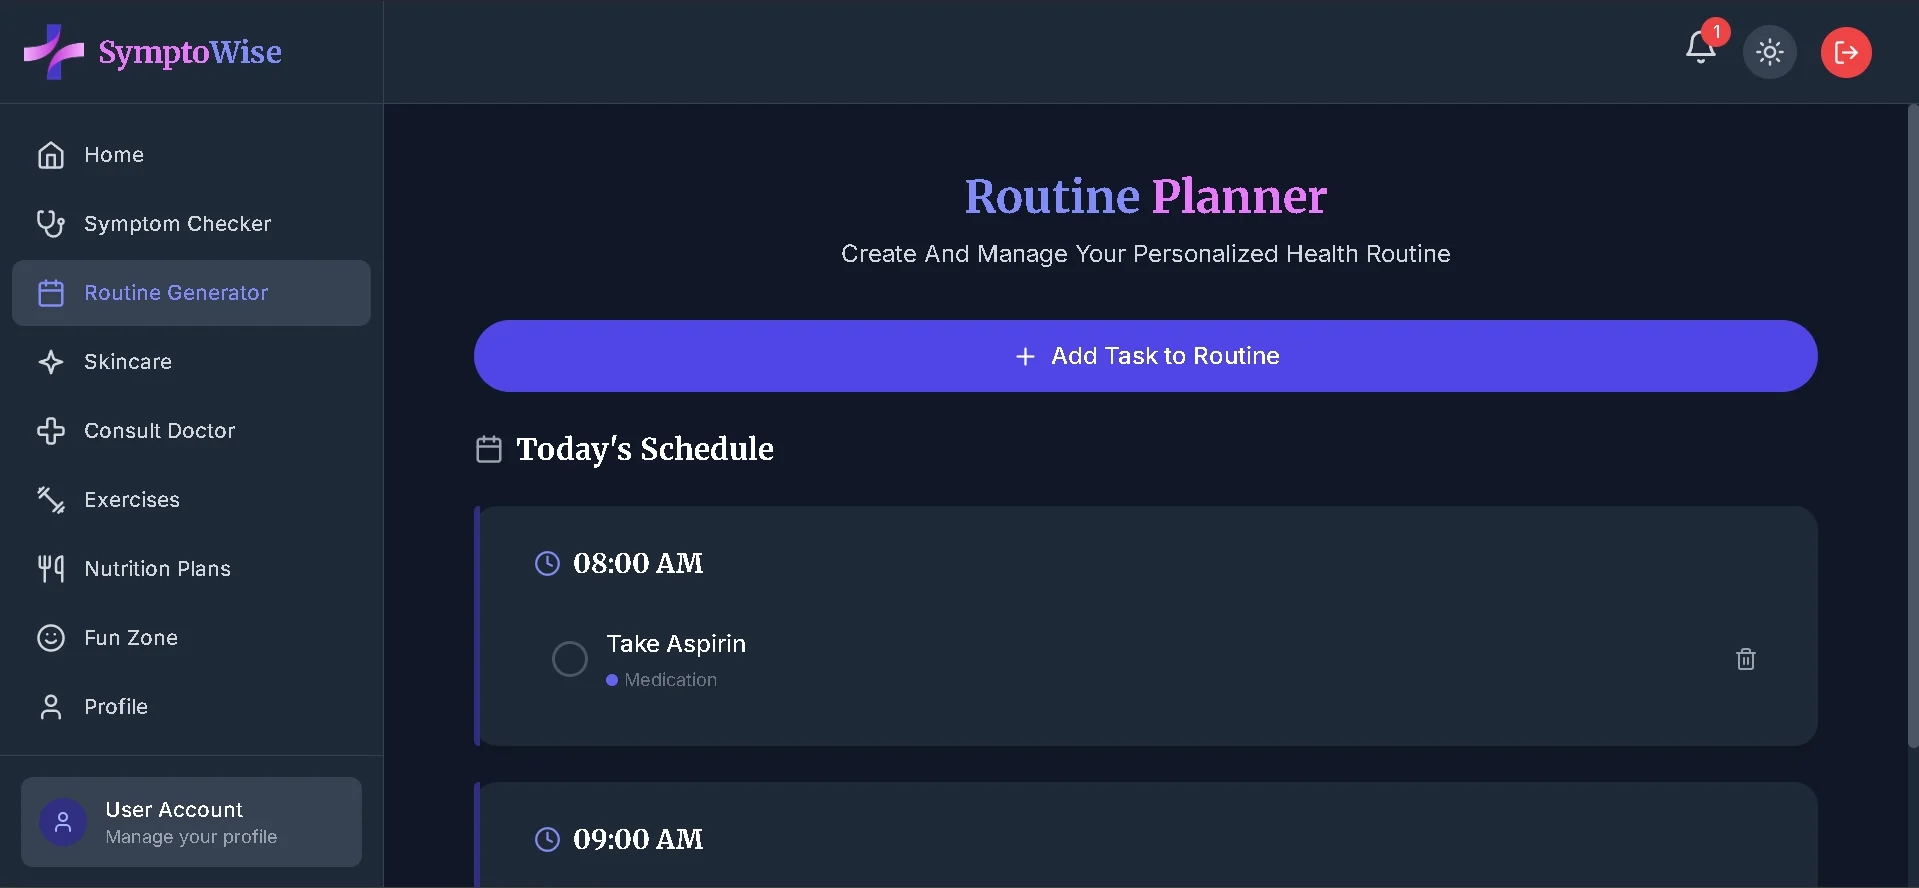 SymptoWise
1
Home
Symptom Checker
Routine Generator
Skincare
Consult Doctor
Exercises
Nutrition Plans
Fun Zone
Profile
User Account
Manage your profile
Routine Planner
Create And Manage Your Personalized Health Routine
+ Add Task to Routine
Today's Schedule
08:00 AM
Take Aspirin
Medication
09:00 AM